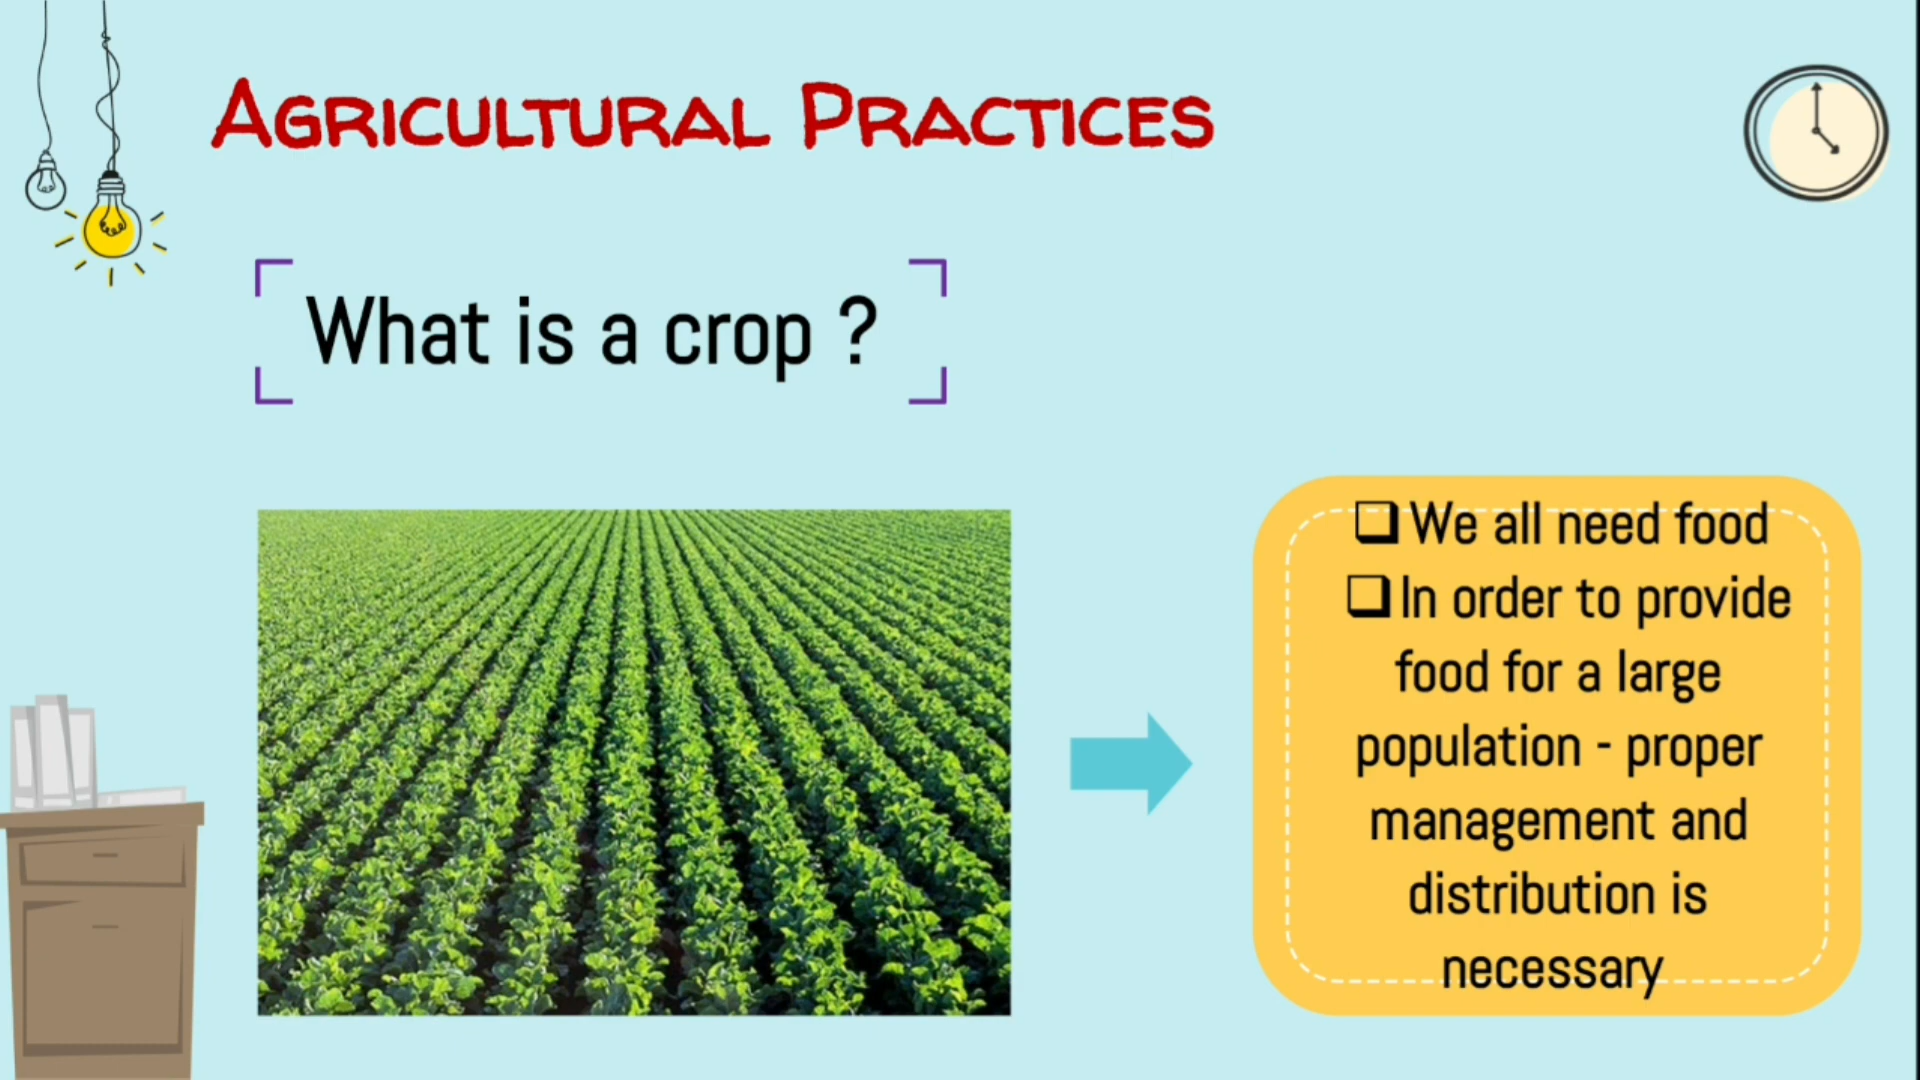 AGRICULTURAL PRACTICES
What is a crop ?
❑ We all need food
❑ In order to provide
food for a large
population - proper
management and
distribution is
necessary